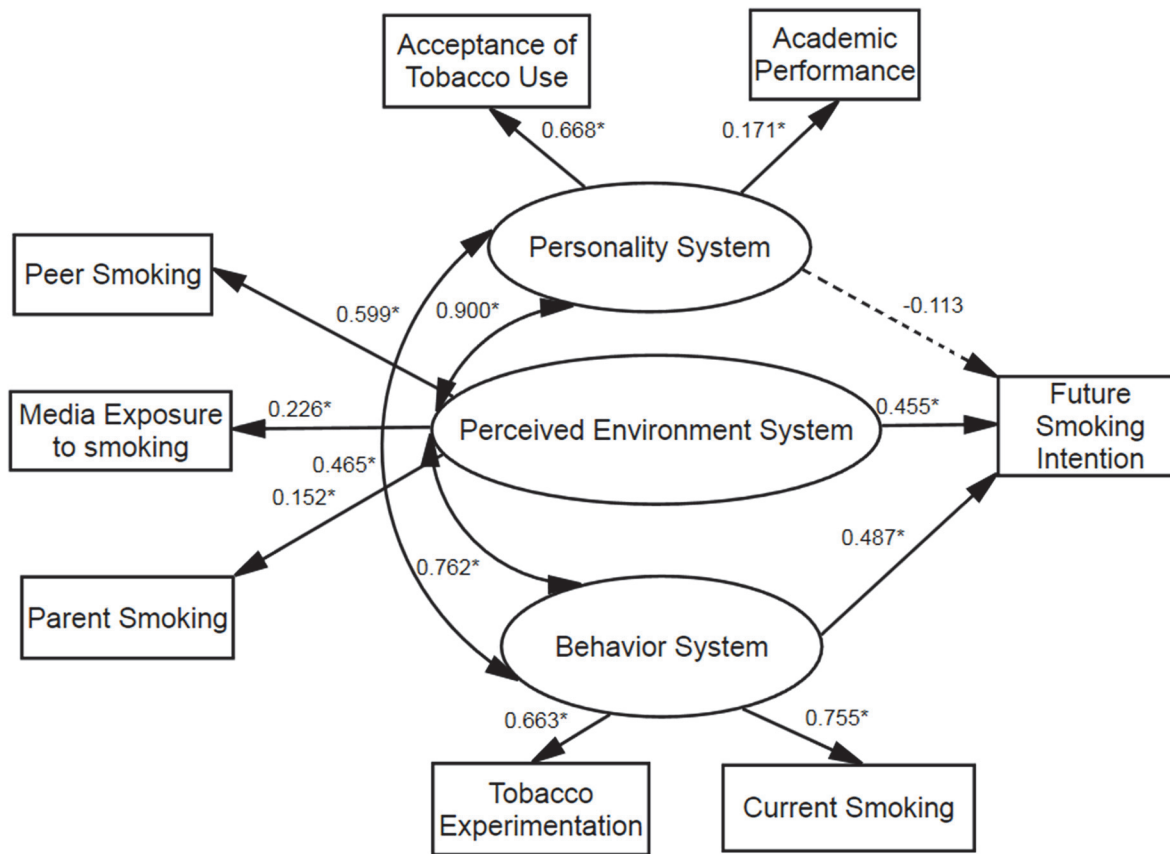 Acceptance of
Tobacco Use
Academic
Performance
0.668*
0.171*
Personality System
Peer Smoking
0.599*
0.900*
-0.113
Media Exposure
to smoking
0.226*
Perceived Environment System
0.455*
Future
Smoking
Intention
0.465*
0.152*
0.487*
0.762*
Parent Smoking
Behavior System
0.663*
0.755*
Tobacco
Experimentation
Current Smoking